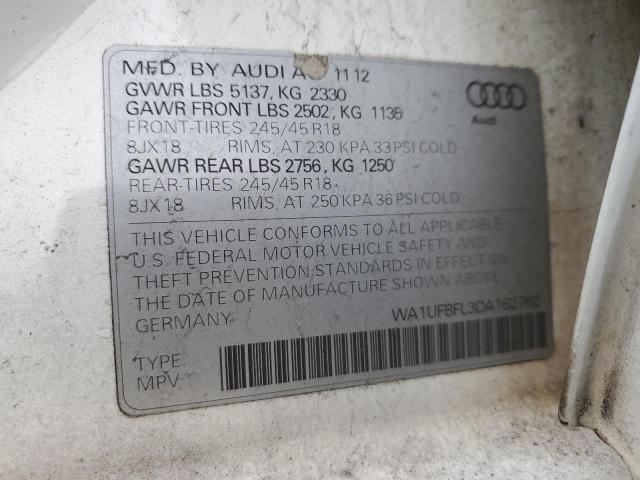 MFD. BY AUDI A 11 12
GVWR LBS 5137, KG 2330
GAWR FRONT LBS 2502, KG 1135
FRONT-TIRES 245/45 R18
8JX18 RIMS, AT 230 KPA 33 PSI COLD
GAWR REAR LBS 2756, KG 1250
REAR-TIRES 245/45 R18
8JX18 RIMS, AT 250 KPA 36 PSI COLD
Audi
THIS VEHICLE CONFORMS TO ALL APPLICABLE
U.S. FEDERAL MOTOR VEHICLE SAFETY AND
THEFT PREVENTION STANDARDS IN EFFECT ON
THE DATE OF MANUFACTURE SHOWN ABOVE.
GERMANY WA1UFBFL3DA162762
TYPE:
MPV